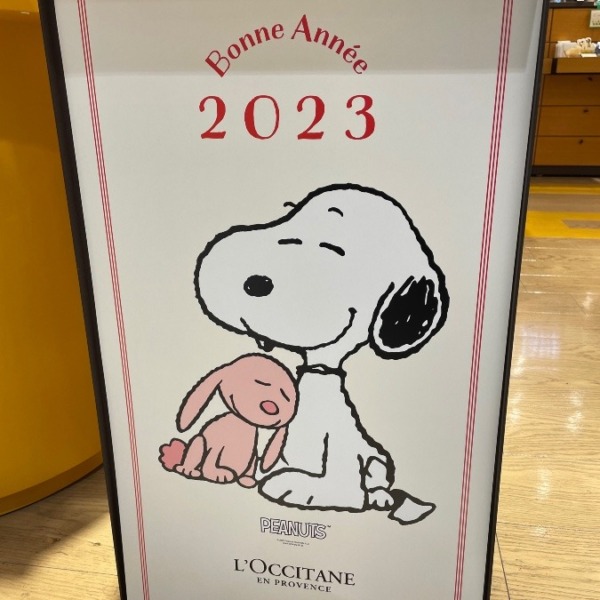 Bonne Année
2023
PEANUTS
L'OCCITANE
EN PROVENCE